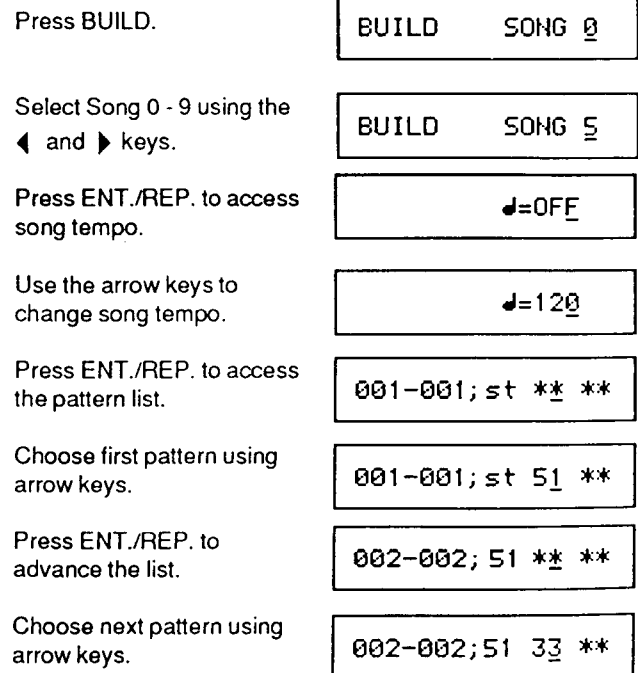 Press BUILD.
BUILD SONG 0
Select Song 0 - 9 using the
◀ and ▶ keys.
BUILD SONG 5
Press ENT./REP. to access
song tempo.
♩=OFF
Use the arrow keys to
change song tempo.
♩=120
Press ENT./REP. to access
the pattern list.
001-001;st ** **
Choose first pattern using
arrow keys.
001-001;st 51 **
Press ENT./REP. to
advance the list.
002-002;51 ** **
Choose next pattern using
arrow keys.
002-002;51 33 **